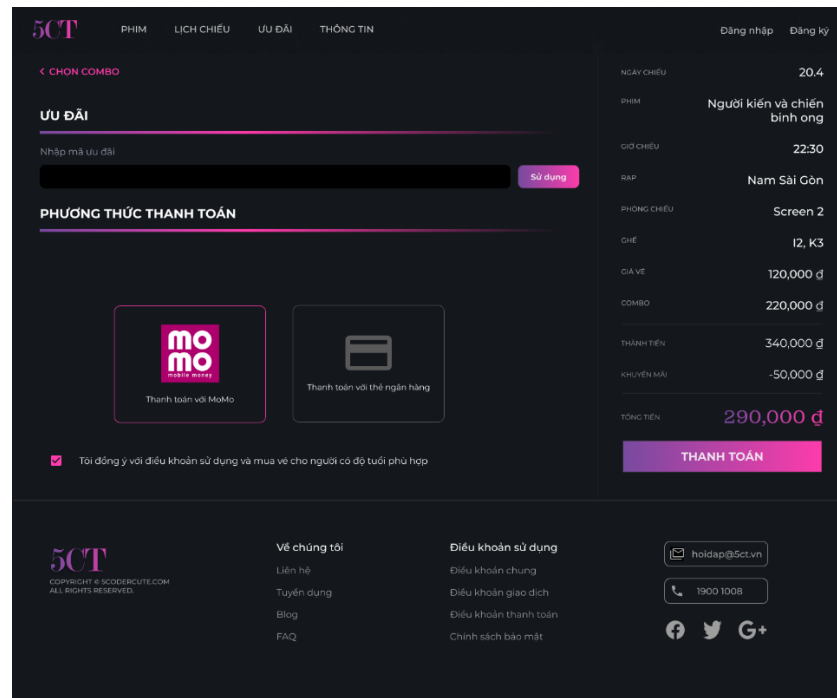 5CT
PHIM
LỊCH CHIẾU
ƯU ĐÃI
THÔNG TIN
Đăng nhập
Đăng ký
< CHỌN COMBO
ƯU ĐÃI
Nhập mã ưu đãi
Sử dụng
PHƯƠNG THỨC THANH TOÁN
mo
mo
mobile money
Thanh toán với MoMo
Thanh toán với thẻ ngân hàng
Tôi đồng ý với điều khoản sử dụng và mua vé cho người có độ tuổi phù hợp
NGÀY CHIẾU 20.4
PHIM Người kiến và chiến
binh ong
GIỜ CHIẾU 22:30
RẠP Nam Sài Gòn
PHÒNG CHIẾU Screen 2
GHẾ I2, K3
GIÁ VÉ 120,000 ₫
COMBO 220,000 ₫
THÀNH TIỀN 340,000 ₫
KHUYẾN MÃI -50,000 ₫
TỔNG TIỀN 290,000 ₫
THANH TOÁN
5CT
COPYRIGHT © 5CODERCUTE.COM
ALL RIGHTS RESERVED.
Về chúng tôi
Liên hệ
Tuyển dụng
Blog
FAQ
Điều khoản sử dụng
Điều khoản chung
Điều khoản giao dịch
Điều khoản thanh toán
Chính sách bảo mật
hoidap@5ct.vn
1900 1008
G+